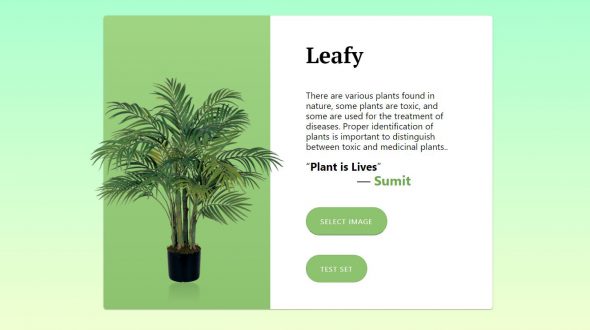 Leafy
There are various plants found in
nature, some plants are toxic, and
some are used for the treatment of
diseases. Proper identification of
plants is important to distinguish
between toxic and medicinal plants..
“Plant is Lives”
— Sumit
SELECT IMAGE
TEST SET